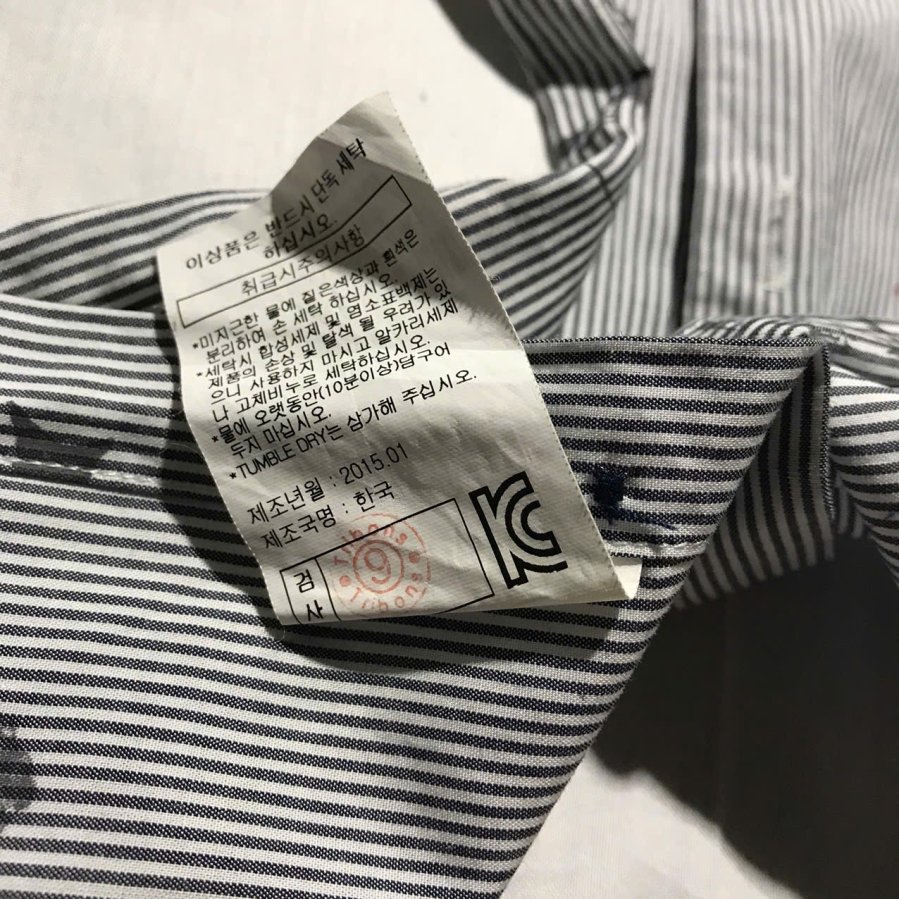 이상품은 반드시 단독 세탁
하십시오.
취급시주의사항
*미지근한 물에 짙은색상과 흰색은
분리하여 손 세탁 하십시오.
*세탁시 합성세제 및 염소표백제는
제품의 손상 및 탈색 될 우려가 있
으니 사용하지 마시고 알카리세제
나 고체비누로 세탁하십시오.
*물에 오랫동안(10분이상)담구어
두지 마십시오.
*TUMBLE DRY는 삼가해 주십시오.
제조년월 : 2015.01
제조국명 : 한국
검
사
Tribons
9
Tribons
KC